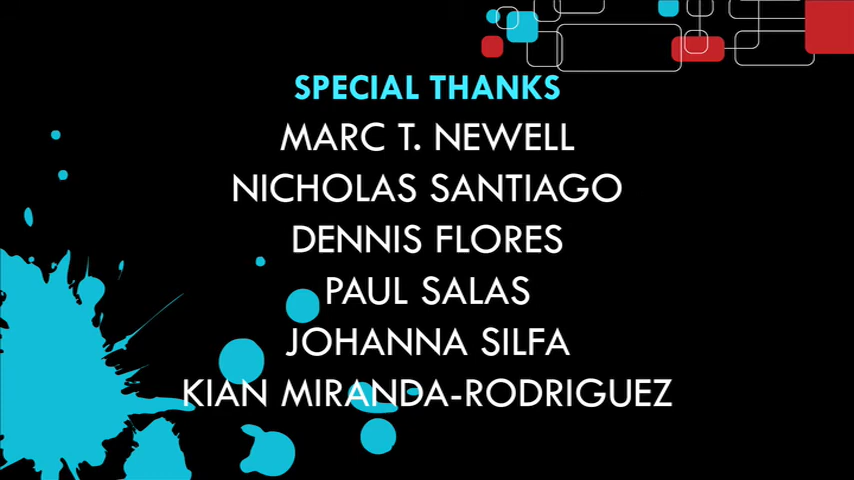 SPECIAL THANKS
MARC T. NEWELL
NICHOLAS SANTIAGO
DENNIS FLORES
PAUL SALAS
JOHANNA SILFA
KIAN MIRANDA-RODRIGUEZ